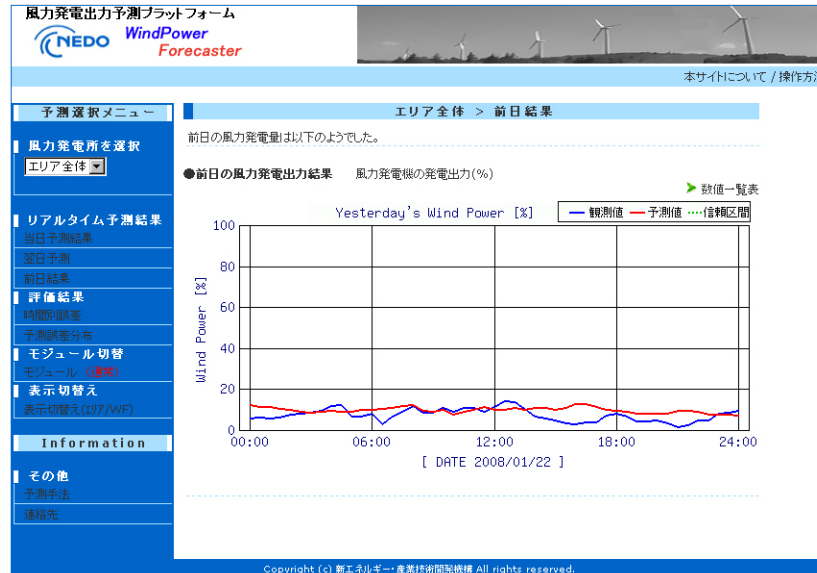 風力発電出力予測プラットフォーム
NEDO WindPower
Forecaster
本サイトについて / 操作方法
予測選択メニュー
風力発電所を選択
エリア全体
リアルタイム予測結果
当日予測結果
翌日予測
前日結果
評価結果
時間別誤差
予測誤差分布
モジュール切替
モジュール (通常)
表示切替え
表示切替え(エリア/WF)
Information
その他
予測手法
連絡先
エリア全体 > 前日結果
前日の風力発電量は以下のようでした。
●前日の風力発電出力結果 風力発電機の発電出力(%)
数値一覧表
Yesterday's Wind Power [%]
観測値 予測値 信頼区間
Wind Power [%]
100
80
60
40
20
0
00:00 06:00 12:00 18:00 24:00
[ DATE 2008/01/22 ]
Copyright (c) 新エネルギー・産業技術開発機構 All rights reserved.